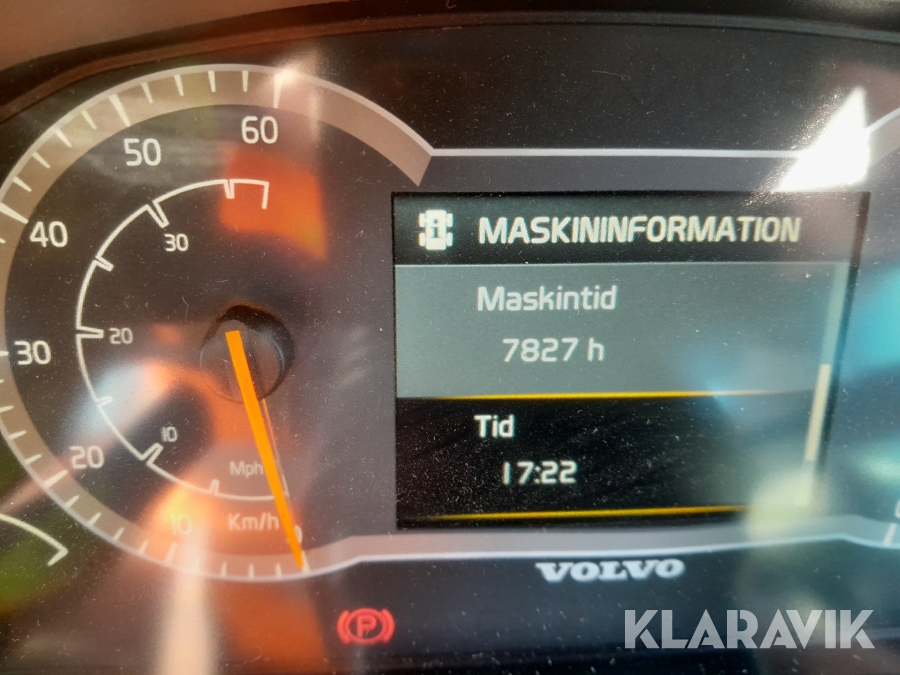 60
50
40
30
20
10
0
30
20
10
Mph
Km/h
MASKININFORMATION
Maskintid
7827 h
Tid
17:22
VOLVO
P
KLARAVIK